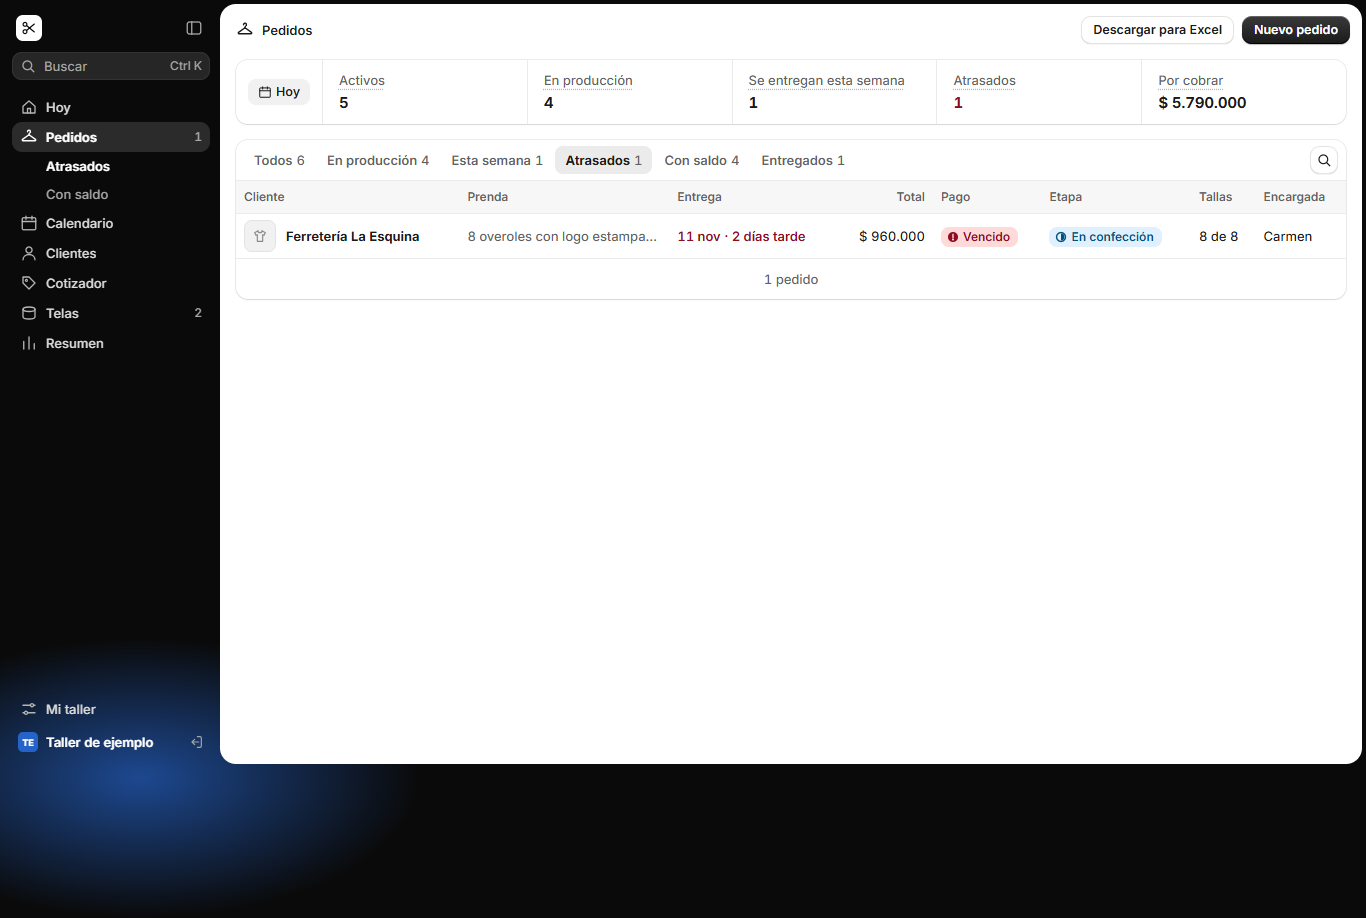 Buscar Ctrl K
Hoy
Pedidos 1
Atrasados
Con saldo
Calendario
Clientes
Cotizador
Telas 2
Resumen
Mi taller
TE Taller de ejemplo
Pedidos Descargar para Excel Nuevo pedido
Hoy
Activos
5
En producción
4
Se entregan esta semana
1
Atrasados
1
Por cobrar
$ 5.790.000
Todos 6 En producción 4 Esta semana 1 Atrasados 1 Con saldo 4 Entregados 1
Cliente Prenda Entrega Total Pago Etapa Tallas Encargada
Ferretería La Esquina 8 overoles con logo estampa... 11 nov · 2 días tarde $ 960.000 Vencido En confección 8 de 8 Carmen
1 pedido